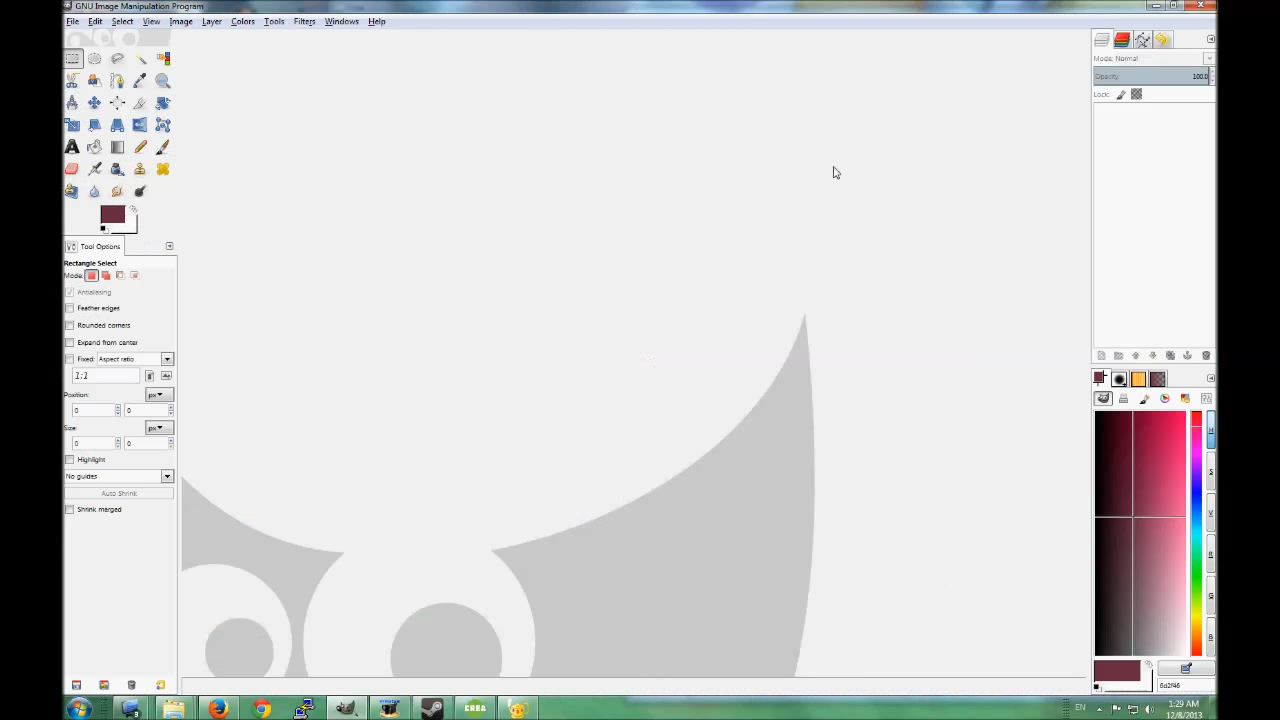 GNU Image Manipulation Program
File Edit Select View Image Layer Colors Tools Filters Windows Help
Mode: Normal
Opacity 100.0
Lock:
A
Tool Options
Rectangle Select
Mode:
Antialiasing
Feather edges
Rounded corners
Expand from center
Fixed: Aspect ratio
1:1
Position:
px
0 0
Size:
px
0 0
Highlight
No guides
Auto Shrink
Shrink merged
H
S
V
R
G
B
6d2f46
CREA
EN
1:29 AM
12/8/2013